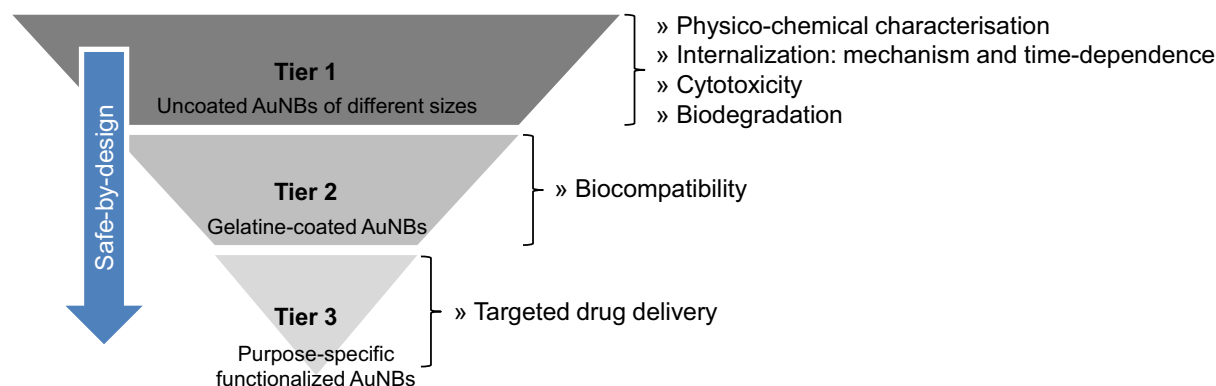 Safe-by-design
Tier 1
Uncoated AuNBs of different sizes
» Physico-chemical characterisation
» Internalization: mechanism and time-dependence
» Cytotoxicity
» Biodegradation
Tier 2
Gelatine-coated AuNBs
» Biocompatibility
Tier 3
Purpose-specific
functionalized AuNBs
» Targeted drug delivery